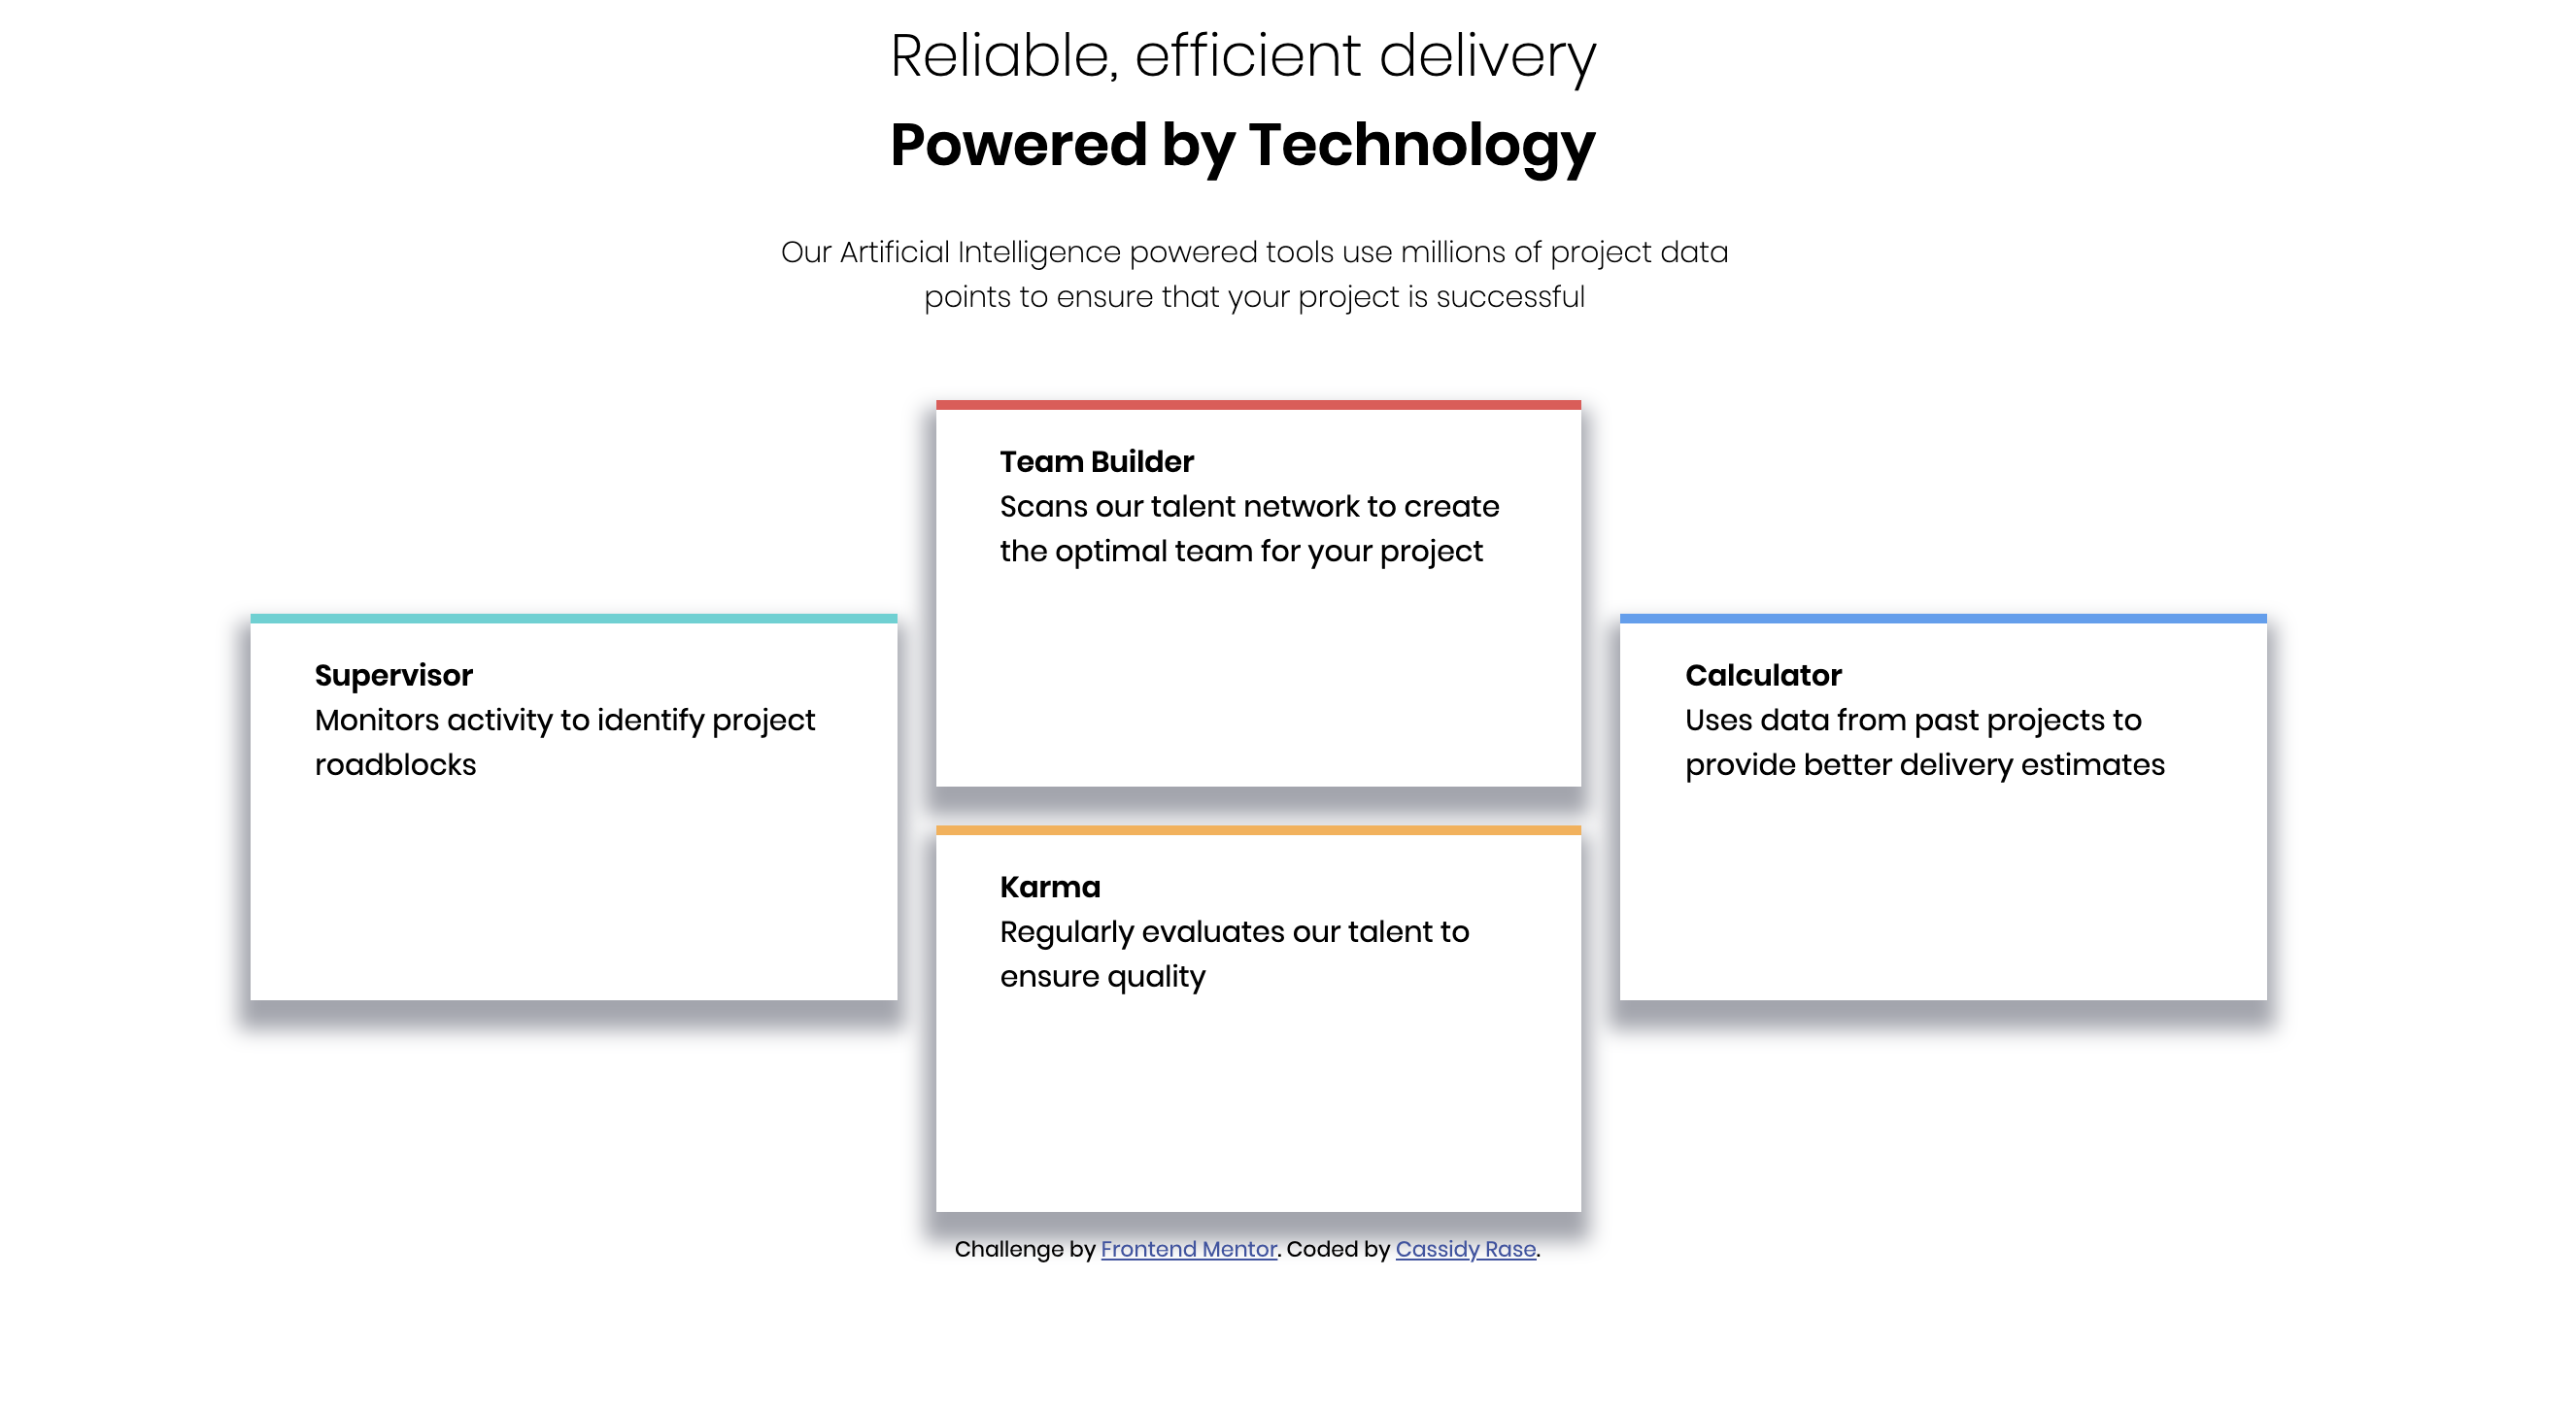 Reliable, efficient delivery
Powered by Technology
Our Artificial Intelligence powered tools use millions of project data
points to ensure that your project is successful
Team Builder
Scans our talent network to create
the optimal team for your project
Supervisor
Monitors activity to identify project
roadblocks
Calculator
Uses data from past projects to
provide better delivery estimates
Karma
Regularly evaluates our talent to
ensure quality
Challenge by Frontend Mentor. Coded by Cassidy Rase.